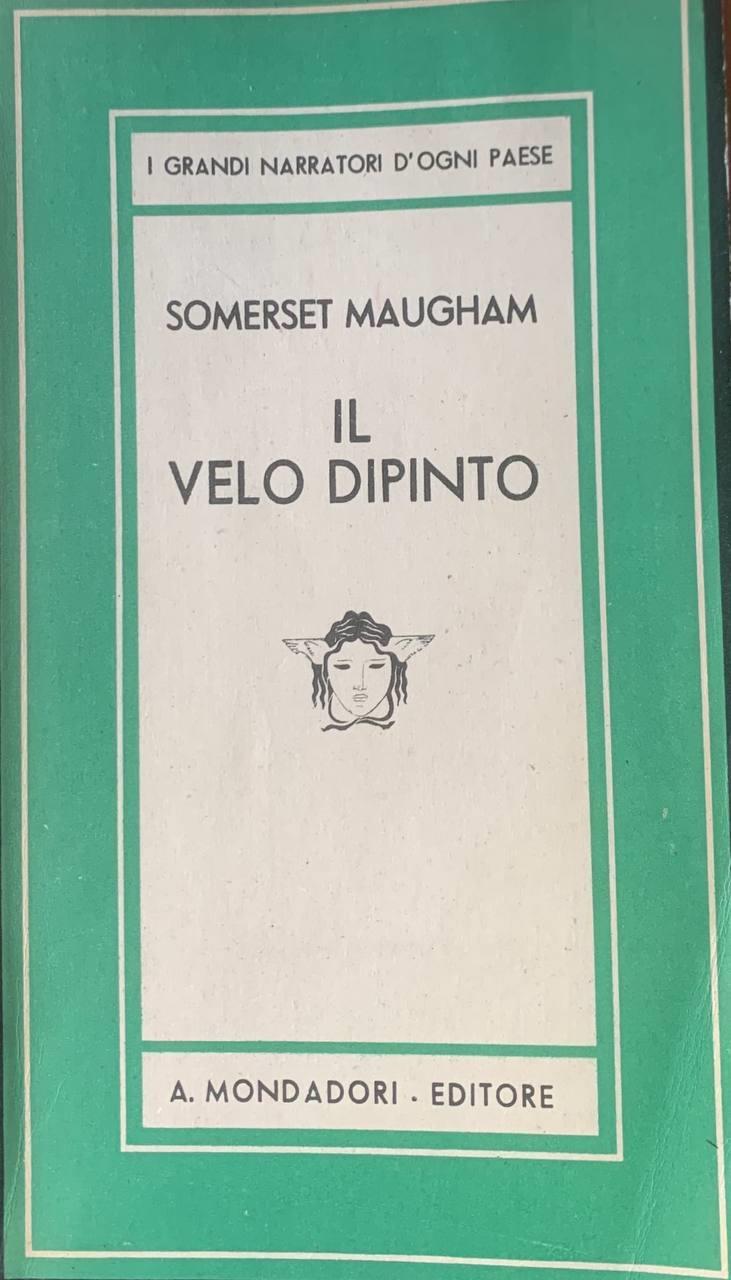 I GRANDI NARRATORI D'OGNI PAESE
SOMERSET MAUGHAM
IL
VELO DIPINTO
A. MONDADORI . EDITORE